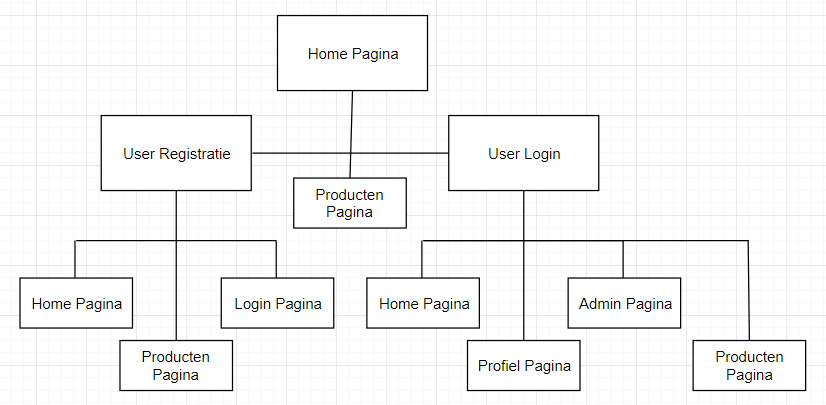 Home Pagina
User Registratie
User Login
Producten
Pagina
Home Pagina
Login Pagina
Home Pagina
Admin Pagina
Producten
Pagina
Profiel Pagina
Producten
Pagina